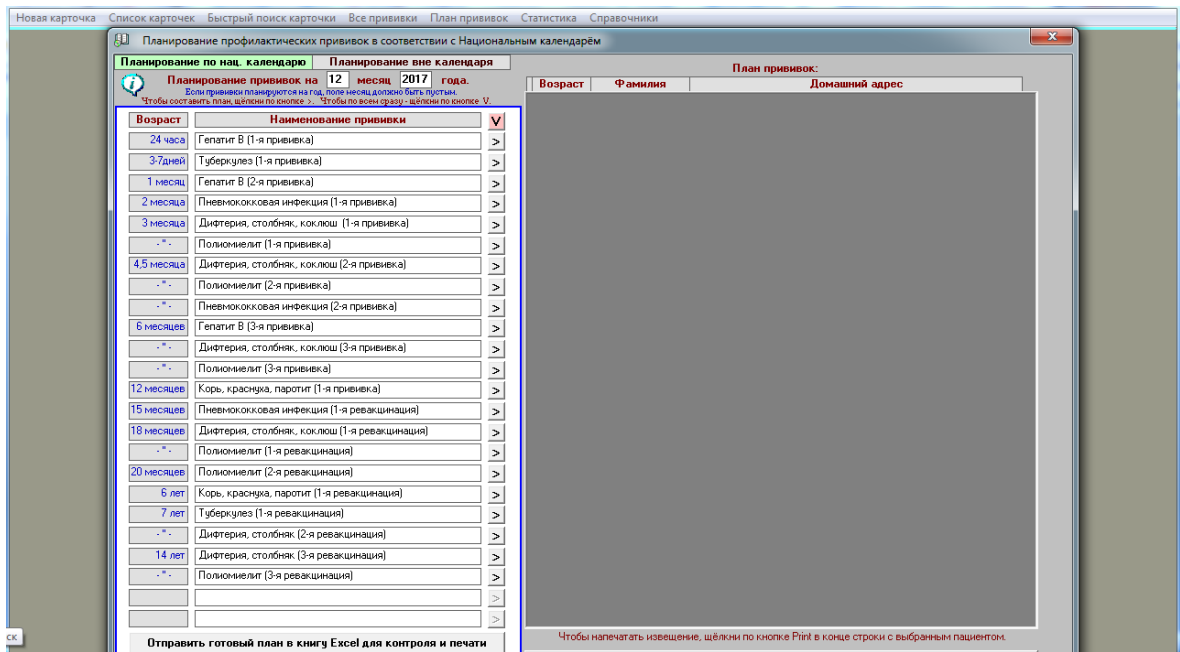 Новая карточка Список карточек Быстрый поиск карточки Все прививки План прививок Статистика Справочники
Планирование профилактических прививок в соответствии с Национальным календарём
x
Планирование по нац. календарю Планирование вне календаря
Планирование прививок на 12 месяц 2017 года.
Если прививки планируются на год, поле месяц должно быть пустым.
Чтобы составить план, щёлкни по кнопке >. Чтобы по всем сразу - щёлкни по кнопке V.
Возраст Наименование прививки V
24 часа Гепатит В (1-я прививка) >
3-7дней Туберкулез (1-я прививка) >
1 месяц Гепатит В (2-я прививка) >
2 месяца Пневмококковая инфекция (1-я прививка) >
3 месяца Дифтерия, столбняк, коклюш (1-я прививка) >
- " - Полиомиелит (1-я прививка) >
4,5 месяца Дифтерия, столбняк, коклюш (2-я прививка) >
- " - Полиомиелит (2-я прививка) >
- " - Пневмококковая инфекция (2-я прививка) >
6 месяцев Гепатит В (3-я прививка) >
- " - Дифтерия, столбняк, коклюш (3-я прививка) >
- " - Полиомиелит (3-я прививка) >
12 месяцев Корь, краснуха, паротит (1-я прививка) >
15 месяцев Пневмококковая инфекция (1-я ревакцинация) >
18 месяцев Дифтерия, столбняк, коклюш (1-я ревакцинация) >
- " - Полиомиелит (1-я ревакцинация) >
20 месяцев Полиомиелит (2-я ревакцинация) >
6 лет Корь, краснуха, паротит (1-я ревакцинация) >
7 лет Туберкулез (1-я ревакцинация) >
- " - Дифтерия, столбняк (2-я ревакцинация) >
14 лет Дифтерия, столбняк (3-я ревакцинация) >
- " - Полиомиелит (3-я ревакцинация) >
>
>
Отправить готовый план в книгу Excel для контроля и печати
План прививок:
Возраст Фамилия Домашний адрес
Чтобы напечатать извещение, щёлкни по кнопке Print в конце строки с выбранным пациентом.
ск